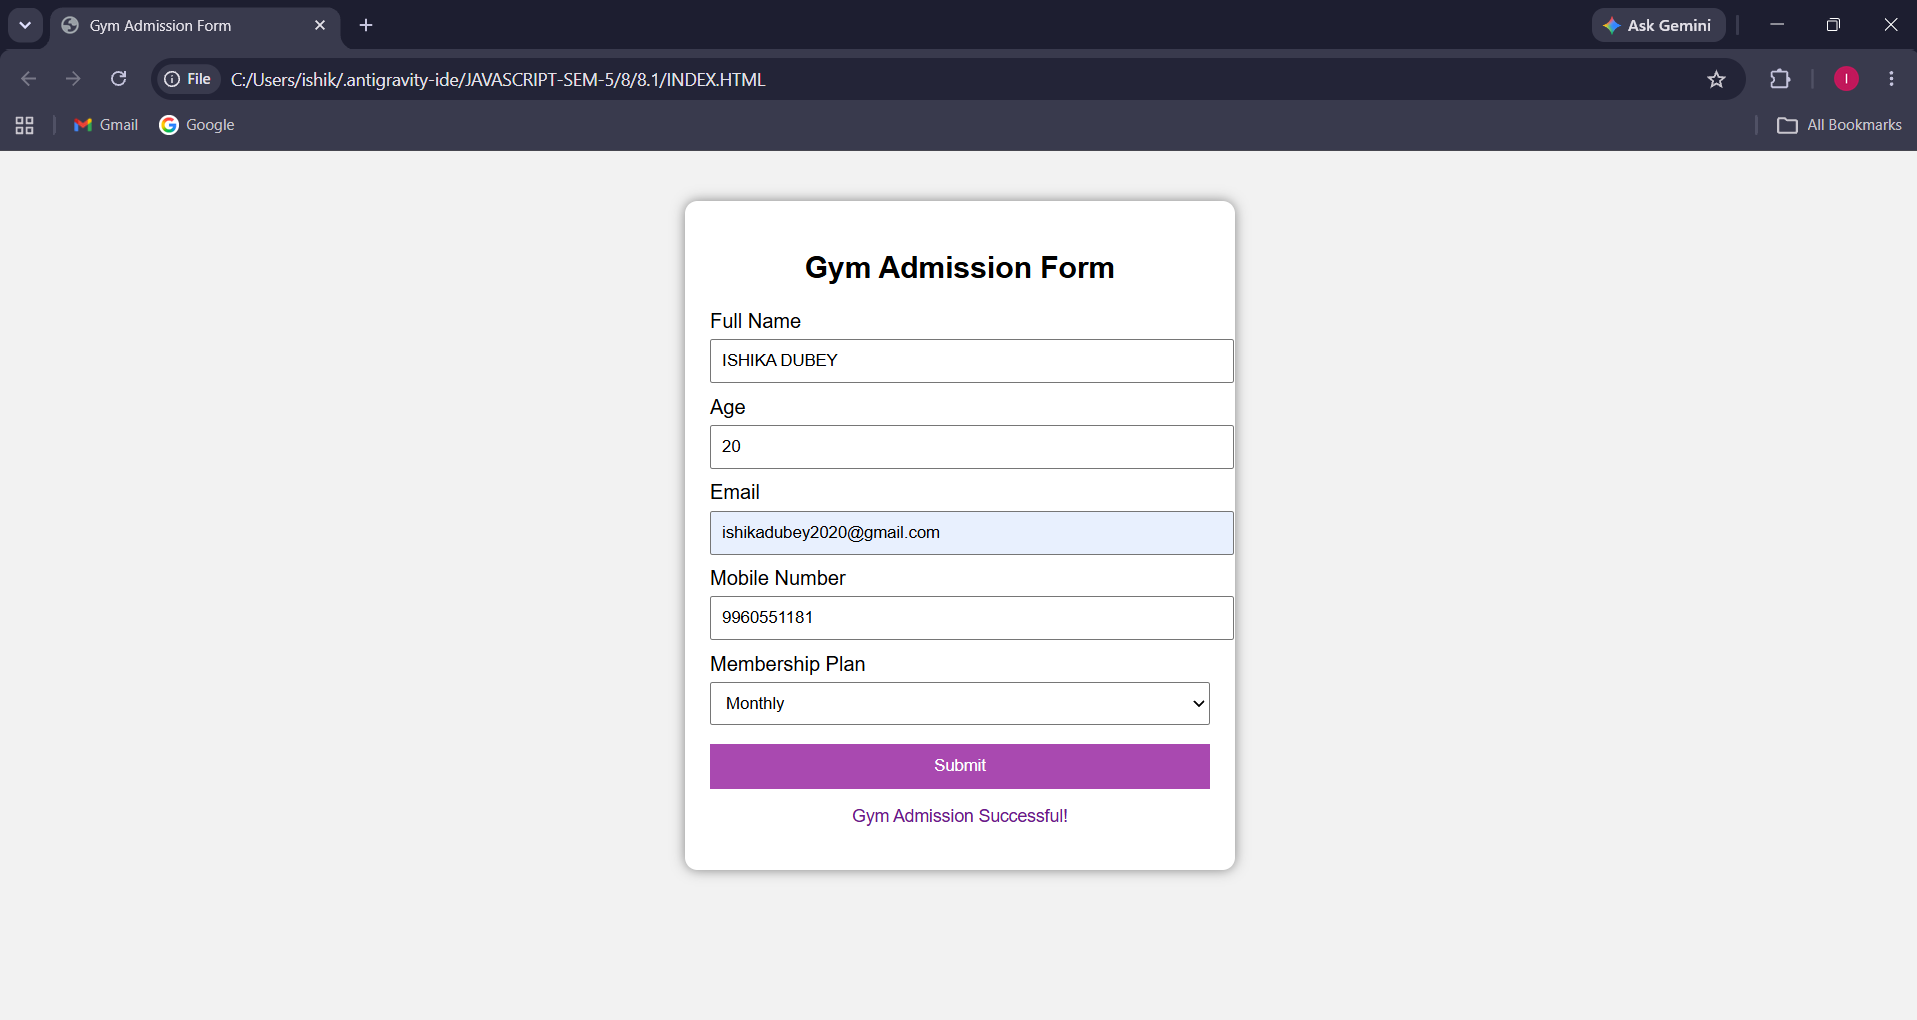 Gym Admission Form
Ask Gemini
File
C:/Users/ishik/.antigravity-ide/JAVASCRIPT-SEM-5/8/8.1/INDEX.HTML
I
Gmail
Google
All Bookmarks
Gym Admission Form
Full Name
ISHIKA DUBEY
Age
20
Email
ishikadubey2020@gmail.com
Mobile Number
9960551181
Membership Plan
Monthly
Submit
Gym Admission Successful!